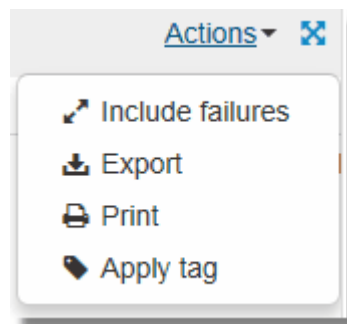 Actions
Include failures
Export
Print
Apply tag